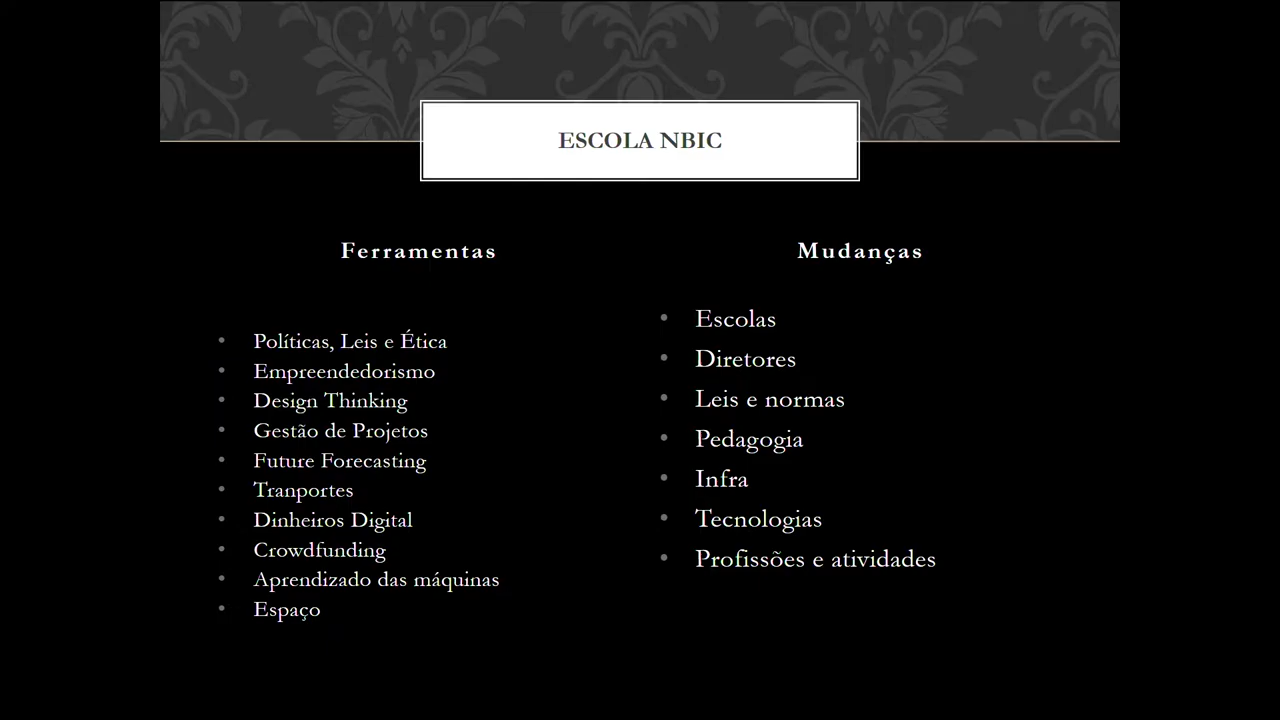 ESCOLA NBIC
Ferramentas
Políticas, Leis e Ética
Empreendedorismo
Design Thinking
Gestão de Projetos
Future Forecasting
Tranportes
Dinheiros Digital
Crowdfunding
Aprendizado das máquinas
Espaço
Mudanças
Escolas
Diretores
Leis e normas
Pedagogia
Infra
Tecnologias
Profissões e atividades